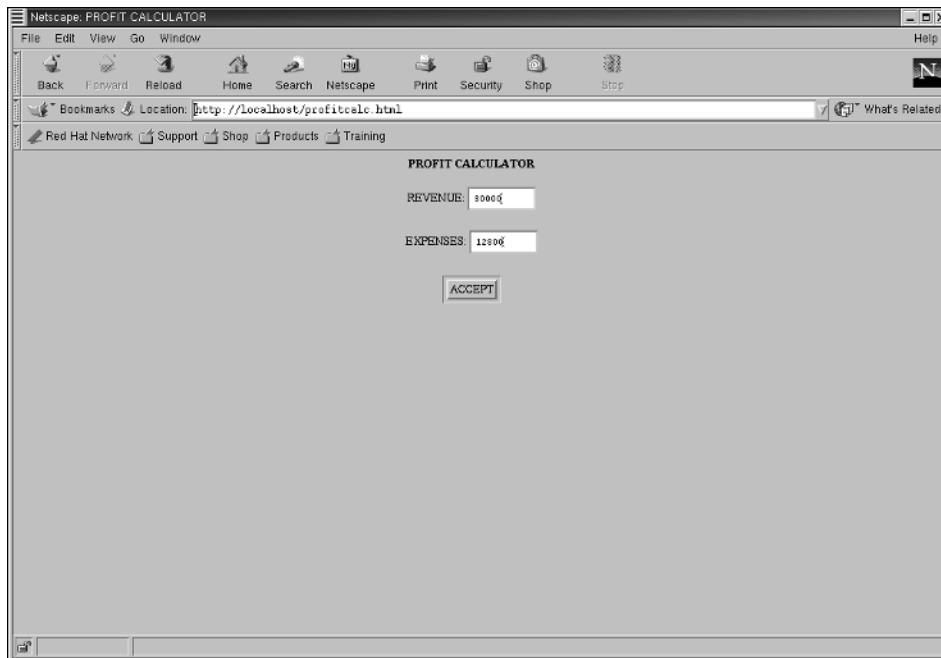 Netscape: PROFIT CALCULATOR
File Edit View Go Window Help
Back Forward Reload Home Search Netscape Print Security Shop Stop
My
N
Bookmarks Location: http://localhost/profitcalc.html What's Related
Red Hat Network Support Shop Products Training
PROFIT CALCULATOR
REVENUE:
EXPENSES: 12800
ACCEPT